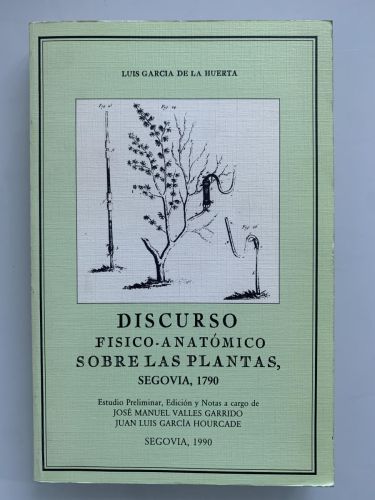 LUIS GARCIA DE LA HUERTA
DISCURSO
FISICO-ANATÓMICO
SOBRE LAS PLANTAS,
SEGOVIA, 1790
Estudio Preliminar, Edición y Notas a cargo de
JOSÉ MANUEL VALLES GARRIDO
JUAN LUIS GARCÍA HOURCADE
SEGOVIA, 1990